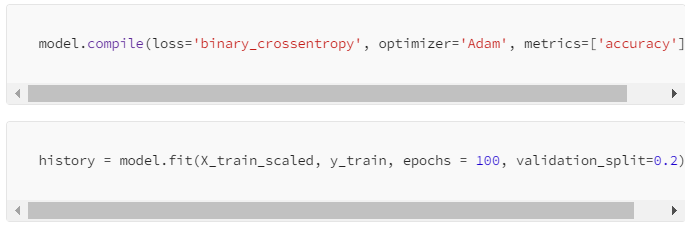 model.compile(loss='binary_crossentropy', optimizer='Adam', metrics=['accuracy']
history = model.fit(X_train_scaled, y_train, epochs = 100, validation_split=0.2)